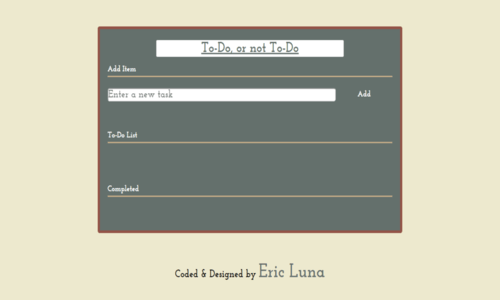 To-Do, or not To-Do
Add Item
Enter a new task Add
To-Do List
Completed
Coded & Designed by Eric Luna